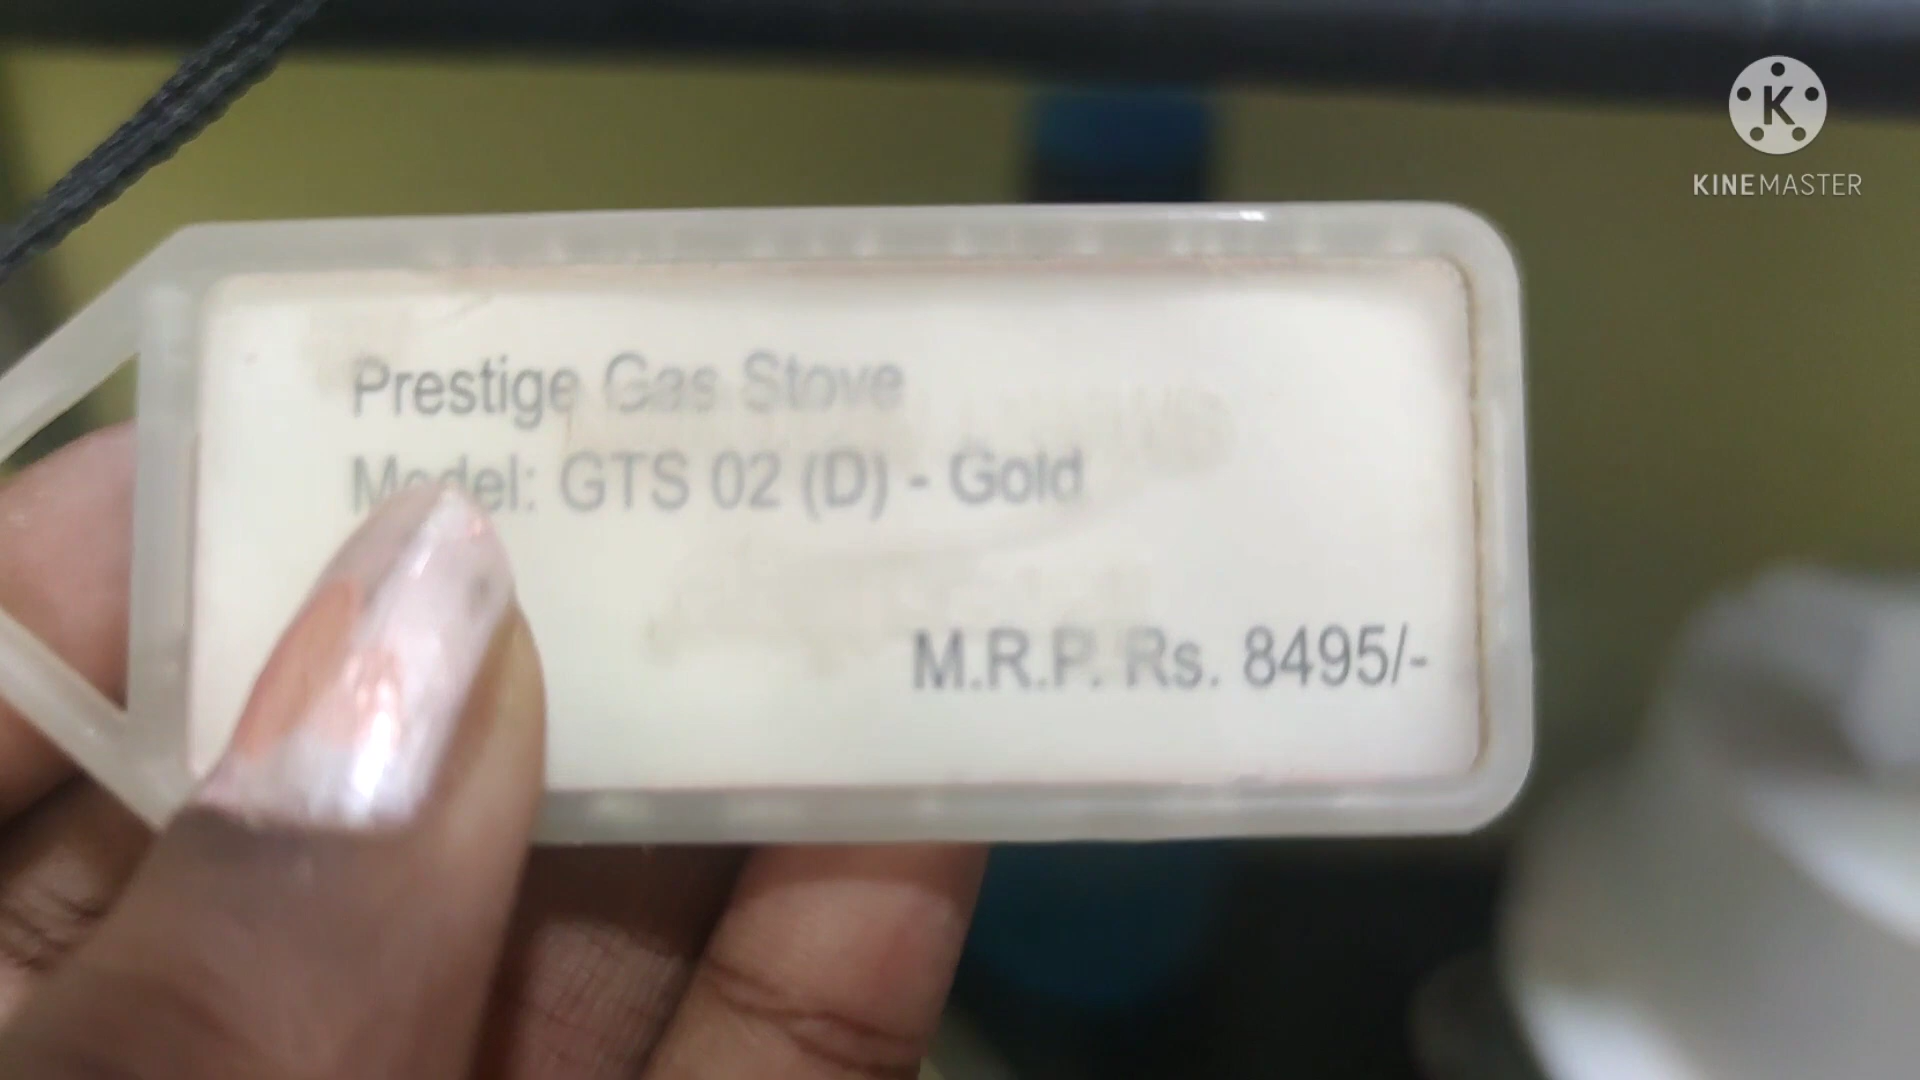 K
KINEMASTER
Prestige Gas Stove
Model: GTS 02 (D) - Gold
M.R.P. Rs. 8495/-